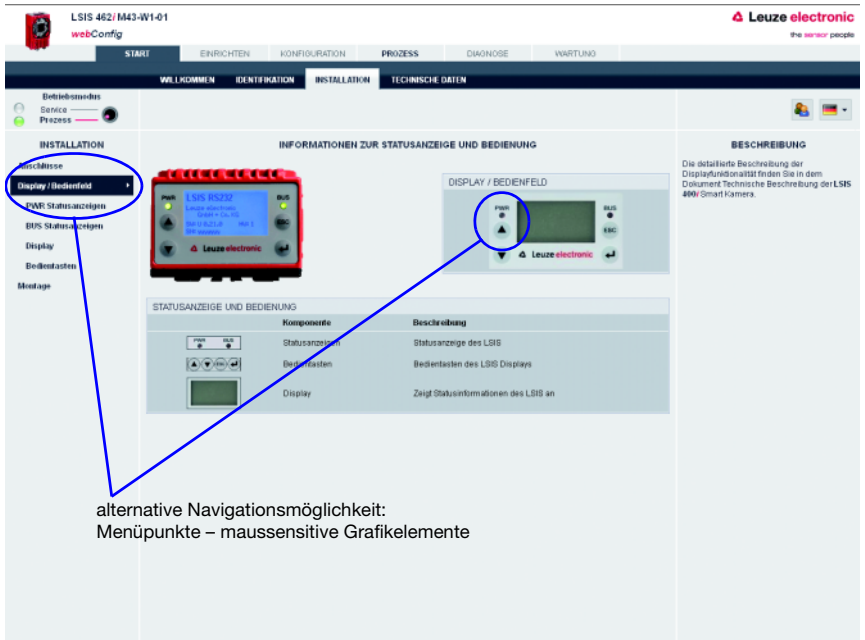 LSIS 462i/ M43-W1-01
webConfig
Leuze electronic
the sensor people
START EINRICHTEN KONFIGURATION PROZESS DIAGNOSE WARTUNG
WILLKOMMEN IDENTIFIKATION INSTALLATION TECHNISCHE DATEN
Betriebsmodus
Service
Prozess
INSTALLATION
Anschlüsse
Display / Bedienfeld
PWR Statusanzeigen
BUS Statusanzeigen
Display
Bedientasten
Montage
INFORMATIONEN ZUR STATUSANZEIGE UND BEDIENUNG
PWR BUS
LSIS RS232
Leuze electronic
GmbH + Co. KG
ESC
Leuze electronic
DISPLAY / BEDIENFELD
PWR BUS
ESC
Leuze electronic
STATUSANZEIGE UND BEDIENUNG
Komponente Beschreibung
PWR BUS
Statusanzeigen Statusanzeige des LSIS
ESC
Bedientasten Bedientasten des LSIS Displays
Display Zeigt Statusinformationen des LSIS an
BESCHREIBUNG
Die detaillierte Beschreibung der
Displayfunktionalität finden Sie in dem
Dokument Technische Beschreibung der LSIS
400i/ Smart Kamera.
alternative Navigationsmöglichkeit:
Menüpunkte – maussensitive Grafikelemente